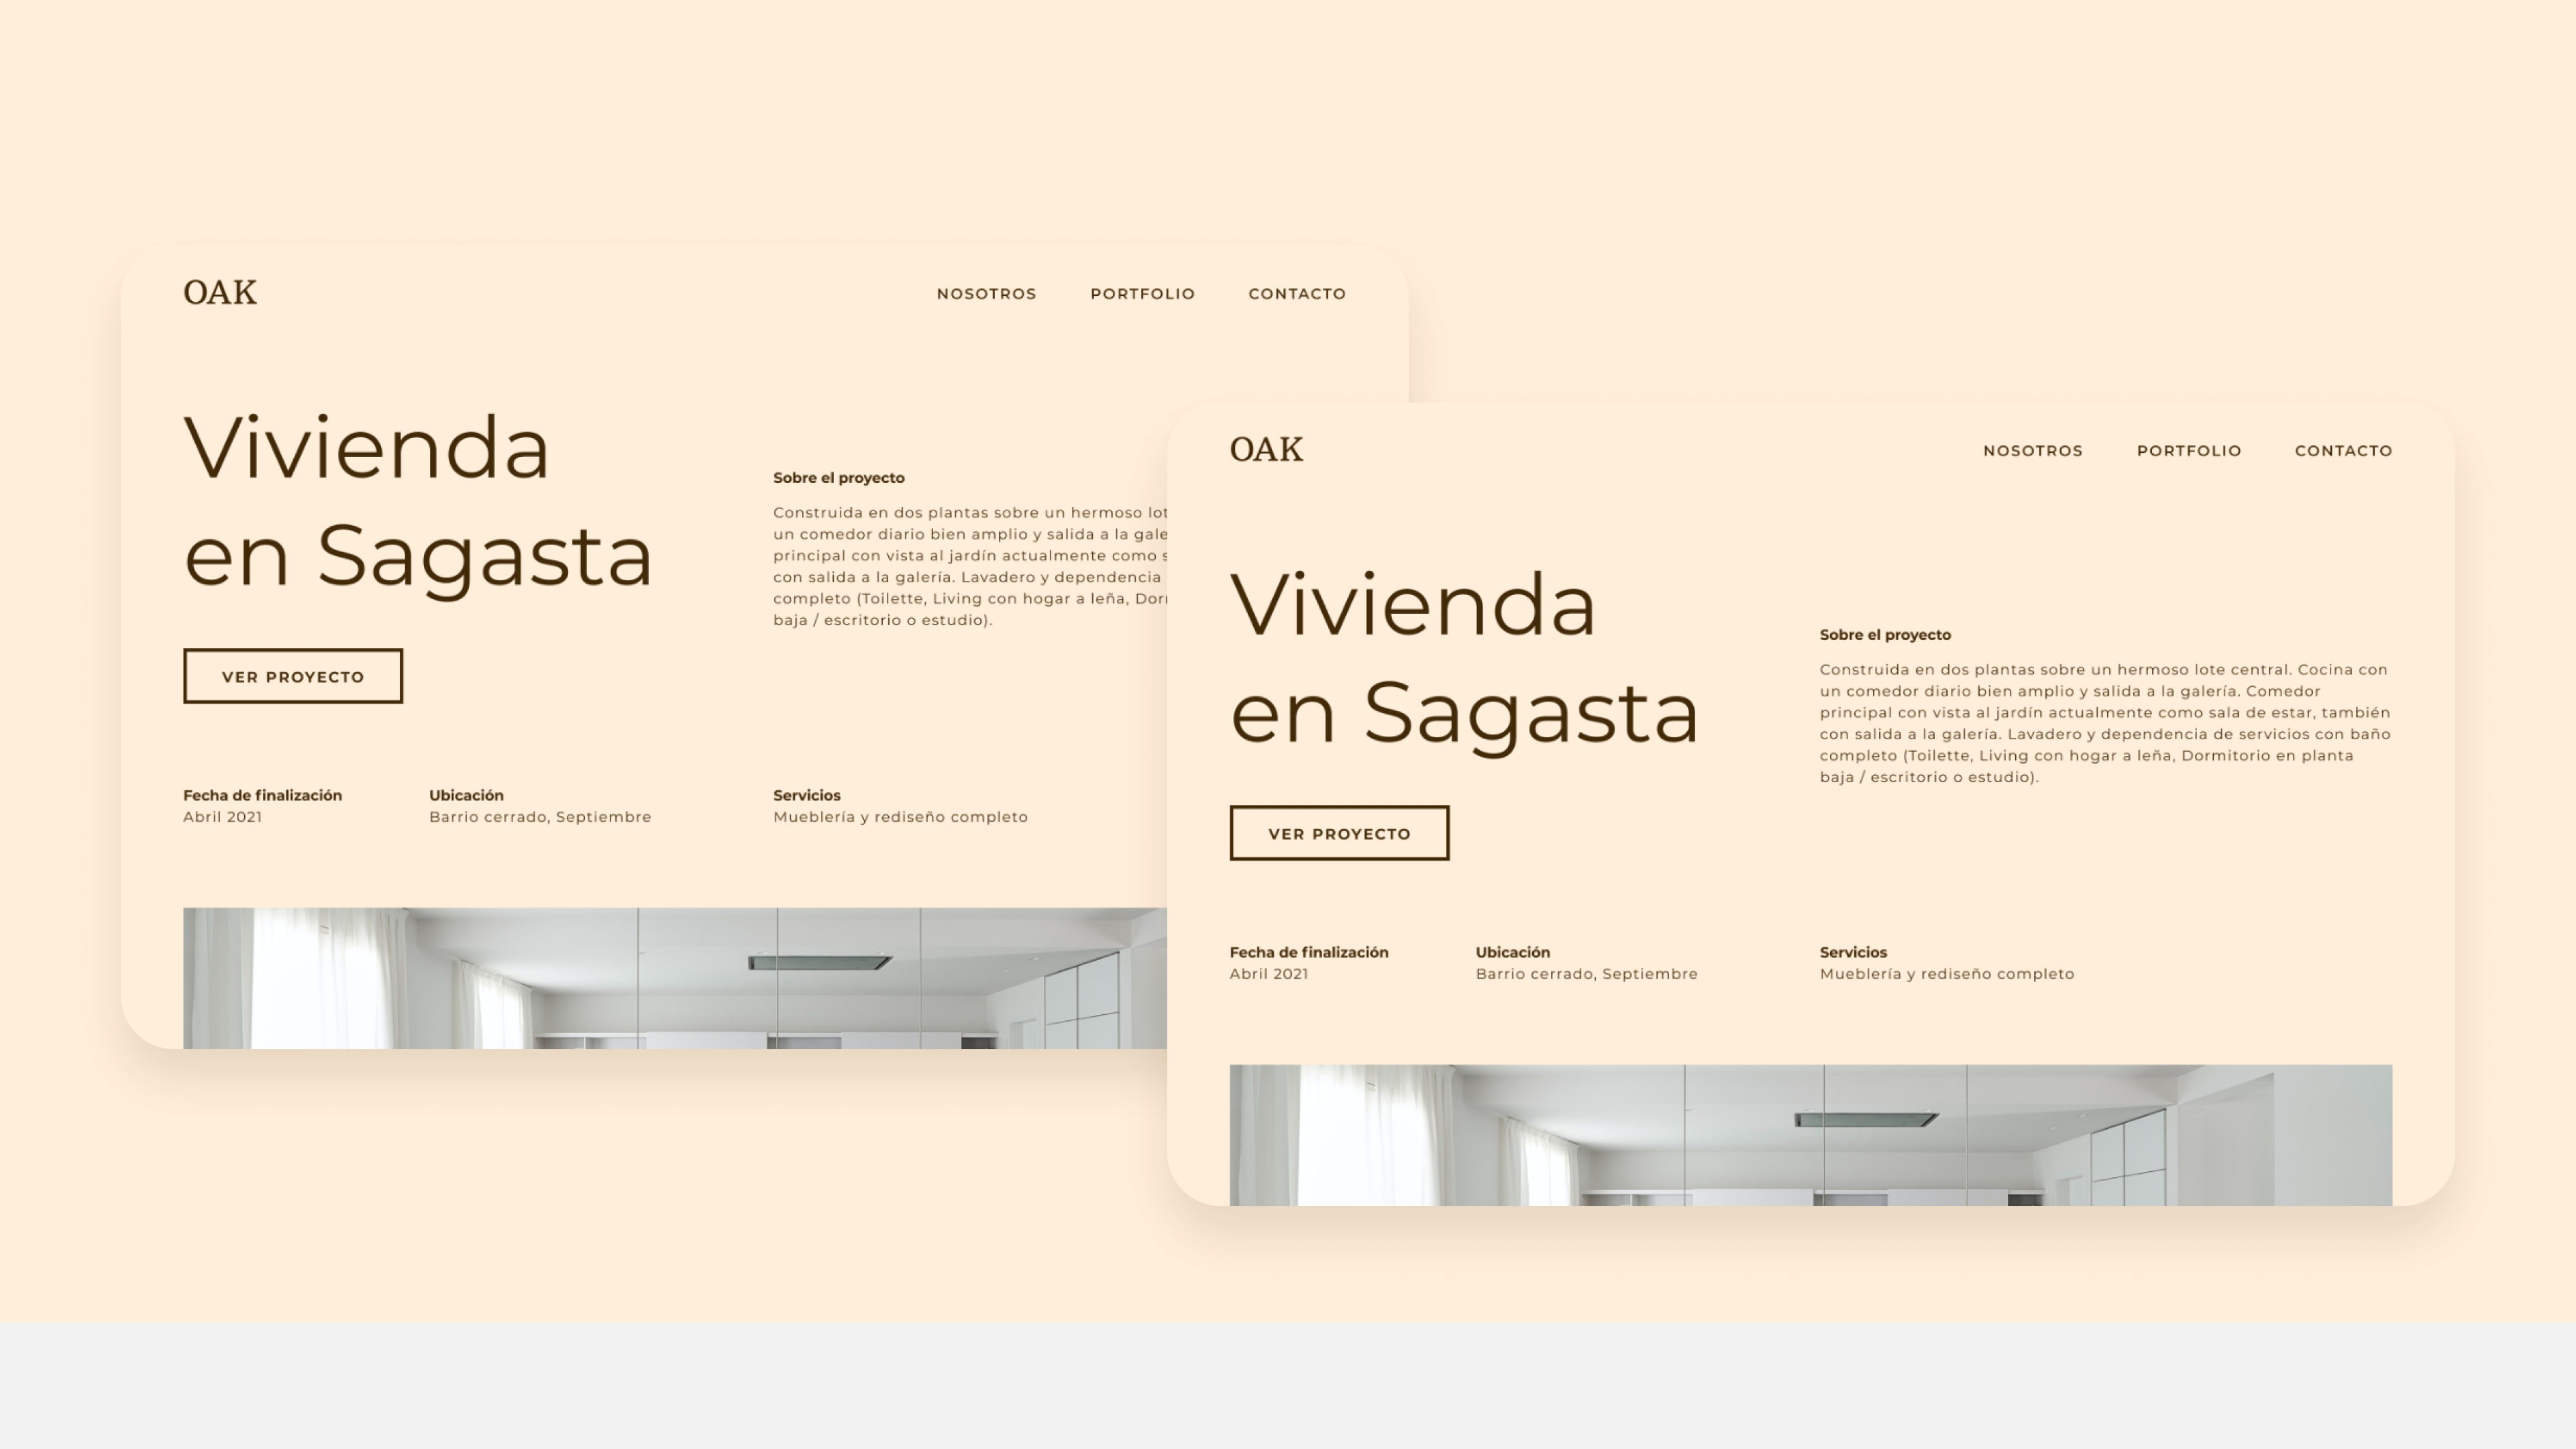 OAK
NOSOTROS PORTFOLIO CONTACTO
Vivienda
en Sagasta
VER PROYECTO
Sobre el proyecto
Construida en dos plantas sobre un hermoso
un comedor diario bien amplio y salida a la
principal con vista al jardín actualmente como
con salida a la galería. Lavadero y dependencia
completo (Toilette, Living con hogar a leña,
baja / escritorio o estudio).
Fecha de finalización
Abril 2021
Ubicación
Barrio cerrado, Septiembre
Servicios
Mueblería y rediseño completo
OAK
NOSOTROS PORTFOLIO CONTACTO
Vivienda
en Sagasta
VER PROYECTO
Sobre el proyecto
Construida en dos plantas sobre un hermoso lote central. Cocina con
un comedor diario bien amplio y salida a la galería. Comedor
principal con vista al jardín actualmente como sala de estar, también
con salida a la galería. Lavadero y dependencia de servicios con baño
completo (Toilette, Living con hogar a leña, Dormitorio en planta
baja / escritorio o estudio).
Fecha de finalización
Abril 2021
Ubicación
Barrio cerrado, Septiembre
Servicios
Mueblería y rediseño completo